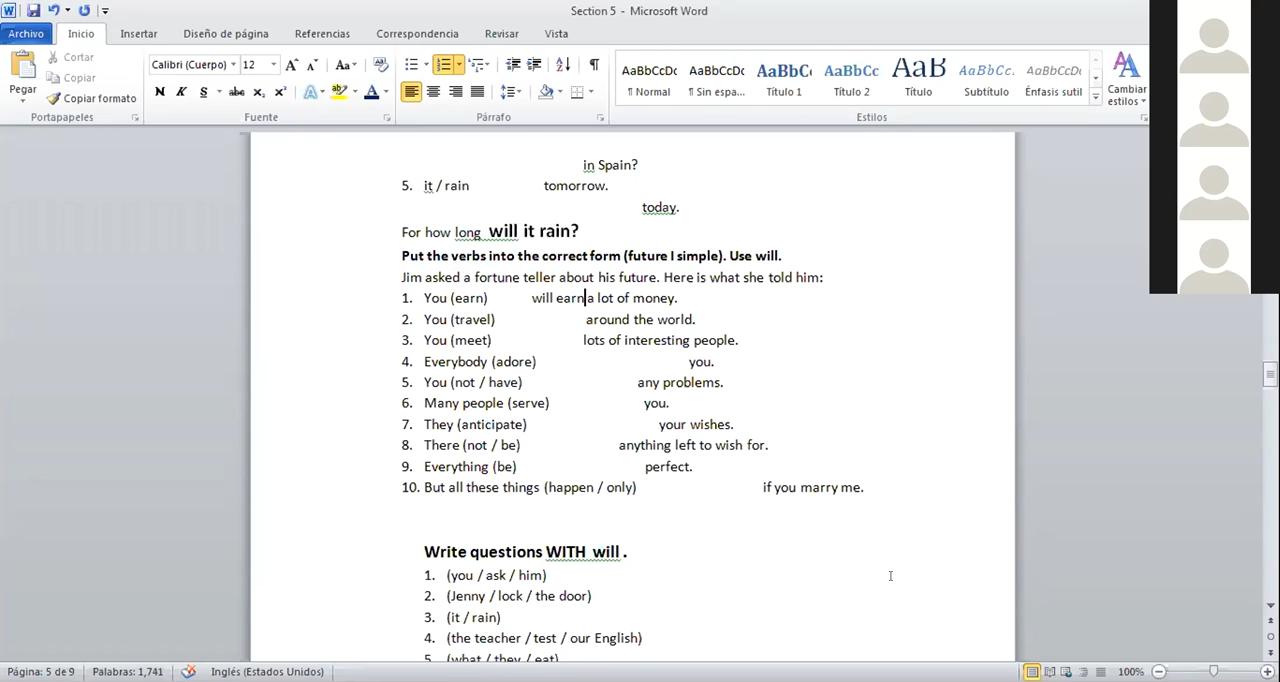 Section 5 - Microsoft Word
Archivo Inicio Insertar Diseño de página Referencias Correspondencia Revisar Vista
Pegar
Cortar
Copiar
Copiar formato
Portapapeles
Calibri (Cuerpo) 12
Fuente
Párrafo
AaBbCcDc AaBbCcDc AaBbC AaBbCc AaB AaBbCc. AaBbCcDc
¶ Normal ¶ Sin espa... Título 1 Título 2 Título Subtítulo Énfasis sutil
Cambiar estilos
Estilos
in Spain?
5. it / rain tomorrow.
today.
For how long will it rain?
Put the verbs into the correct form (future I simple). Use will.
Jim asked a fortune teller about his future. Here is what she told him:
1. You (earn) will earn a lot of money.
2. You (travel) around the world.
3. You (meet) lots of interesting people.
4. Everybody (adore) you.
5. You (not / have) any problems.
6. Many people (serve) you.
7. They (anticipate) your wishes.
8. There (not / be) anything left to wish for.
9. Everything (be) perfect.
10. But all these things (happen / only) if you marry me.
Write questions WITH will .
1. (you / ask / him)
2. (Jenny / lock / the door)
3. (it / rain)
4. (the teacher / test / our English)
5. (what / they / eat)
Página: 5 de 9 Palabras: 1,741 Inglés (Estados Unidos) 100%